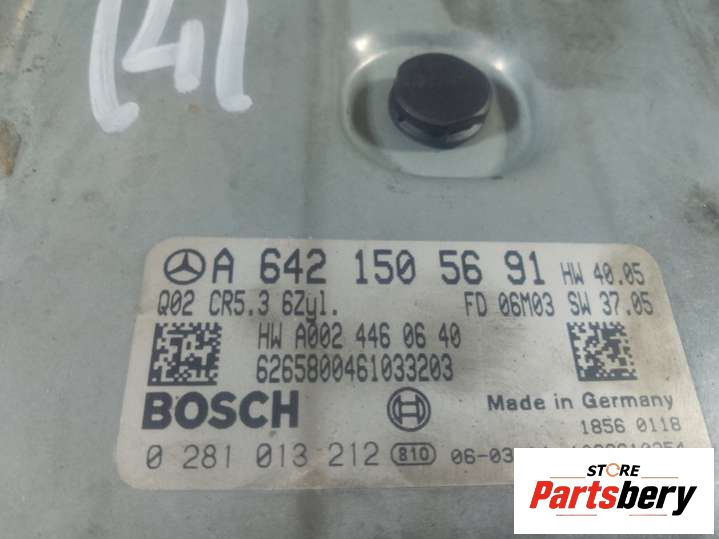 141
A 642 150 56 91 HW 40.05
Q02 CR5.3 6Zyl. FD 06M03 SW 37.05
HW A002 446 06 40
6265800461033203
BOSCH
Made in Germany
1856 0118
0 281 013 212 810 06-03
STORE
Partsbery